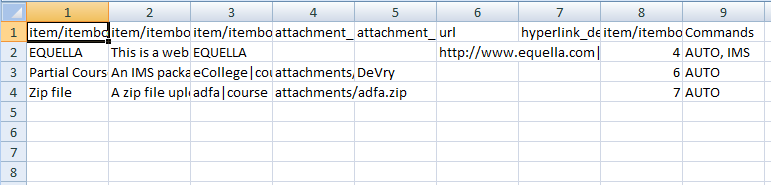 1 2 3 4 5 6 7 8 9
1 item/itembo item/itembo item/itembo attachment_ attachment_ url hyperlink_de item/itembo Commands
2 EQUELLA This is a web EQUELLA http://www.equella.com| 4 AUTO, IMS
3 Partial Cours An IMS packa eCollege|cou attachments, DeVry 6 AUTO
4 Zip file A zip file uplo adfa|course attachments/adfa.zip 7 AUTO
5
6
7
8